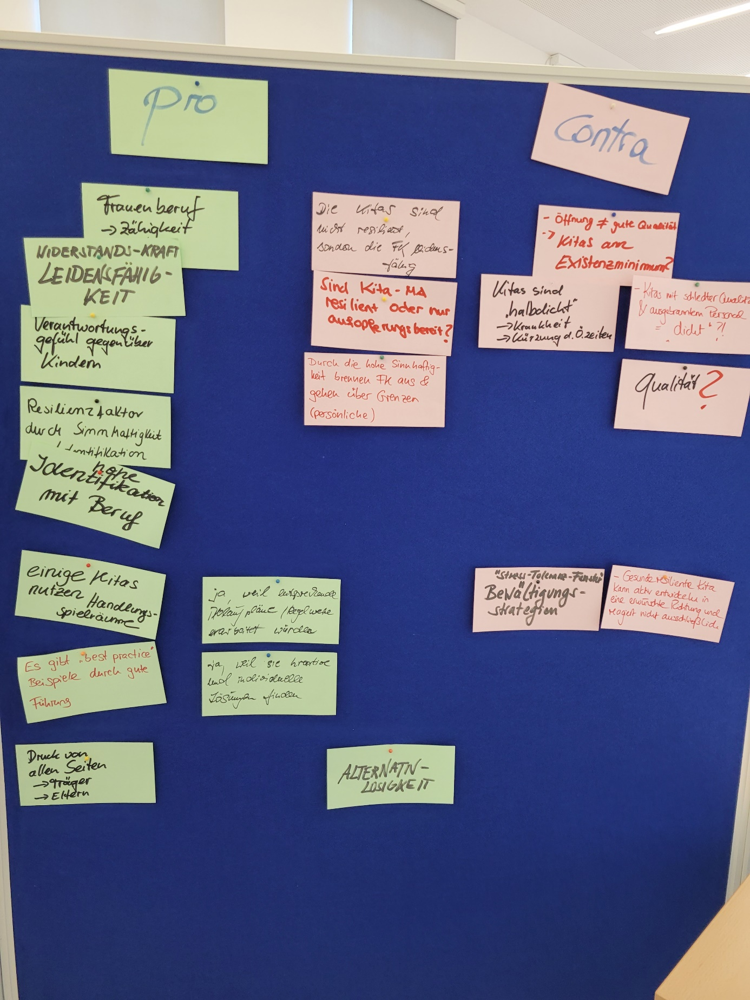 Pro
Contra
Frauenberuf
→ Zähigkeit
WIDERSTANDS-KRAFT
LEIDENSFÄHIG-
KEIT
Verantwortungs-
gefühl gegenüber
Kindern
Resilienzfaktor
durch Sinnhaftigkeit
hohe
Identifikation
mit Beruf
einige Kitas
nutzen Handlungs-
spielräume
Es gibt "best practice"
Beispiele durch gute
Führung
Druck von
allen Seiten
→ Träger
→ Eltern
ja, weil entsprechende
/Regelwerke
erarbeitet würden
ja, weil sie kreative
und individuelle
Lösungen finden
ALTERNATIV-
LOSIGKEIT
Die Kitas sind
nicht resilient,
sondern die FK leidens-
fähig
Sind Kita-MA
resilient oder nur
aufopferungsbereit?
Durch die hohe Sinnhaftig-
keit brennen FK aus &
gehen über Grenzen
(persönliche)
- Öffnung ≠ gute Qualität
-> Kitas am
Existenzminimum?
Kitas sind
„halbdicht"
→ Krankheit
→ Kürzung d. Ö.zeiten
- Kitas mit schlechter Qualität
& ausgebranntem Personal
= „dicht"?!
Qualität?
"Stress-Toleranz-Fenster"
Bewältigungs-
strategien
- Gesunde resiliente Kita
kann aktiv entwickeln in
eine erwünschte Richtung und
reagiert nicht ausschließlich